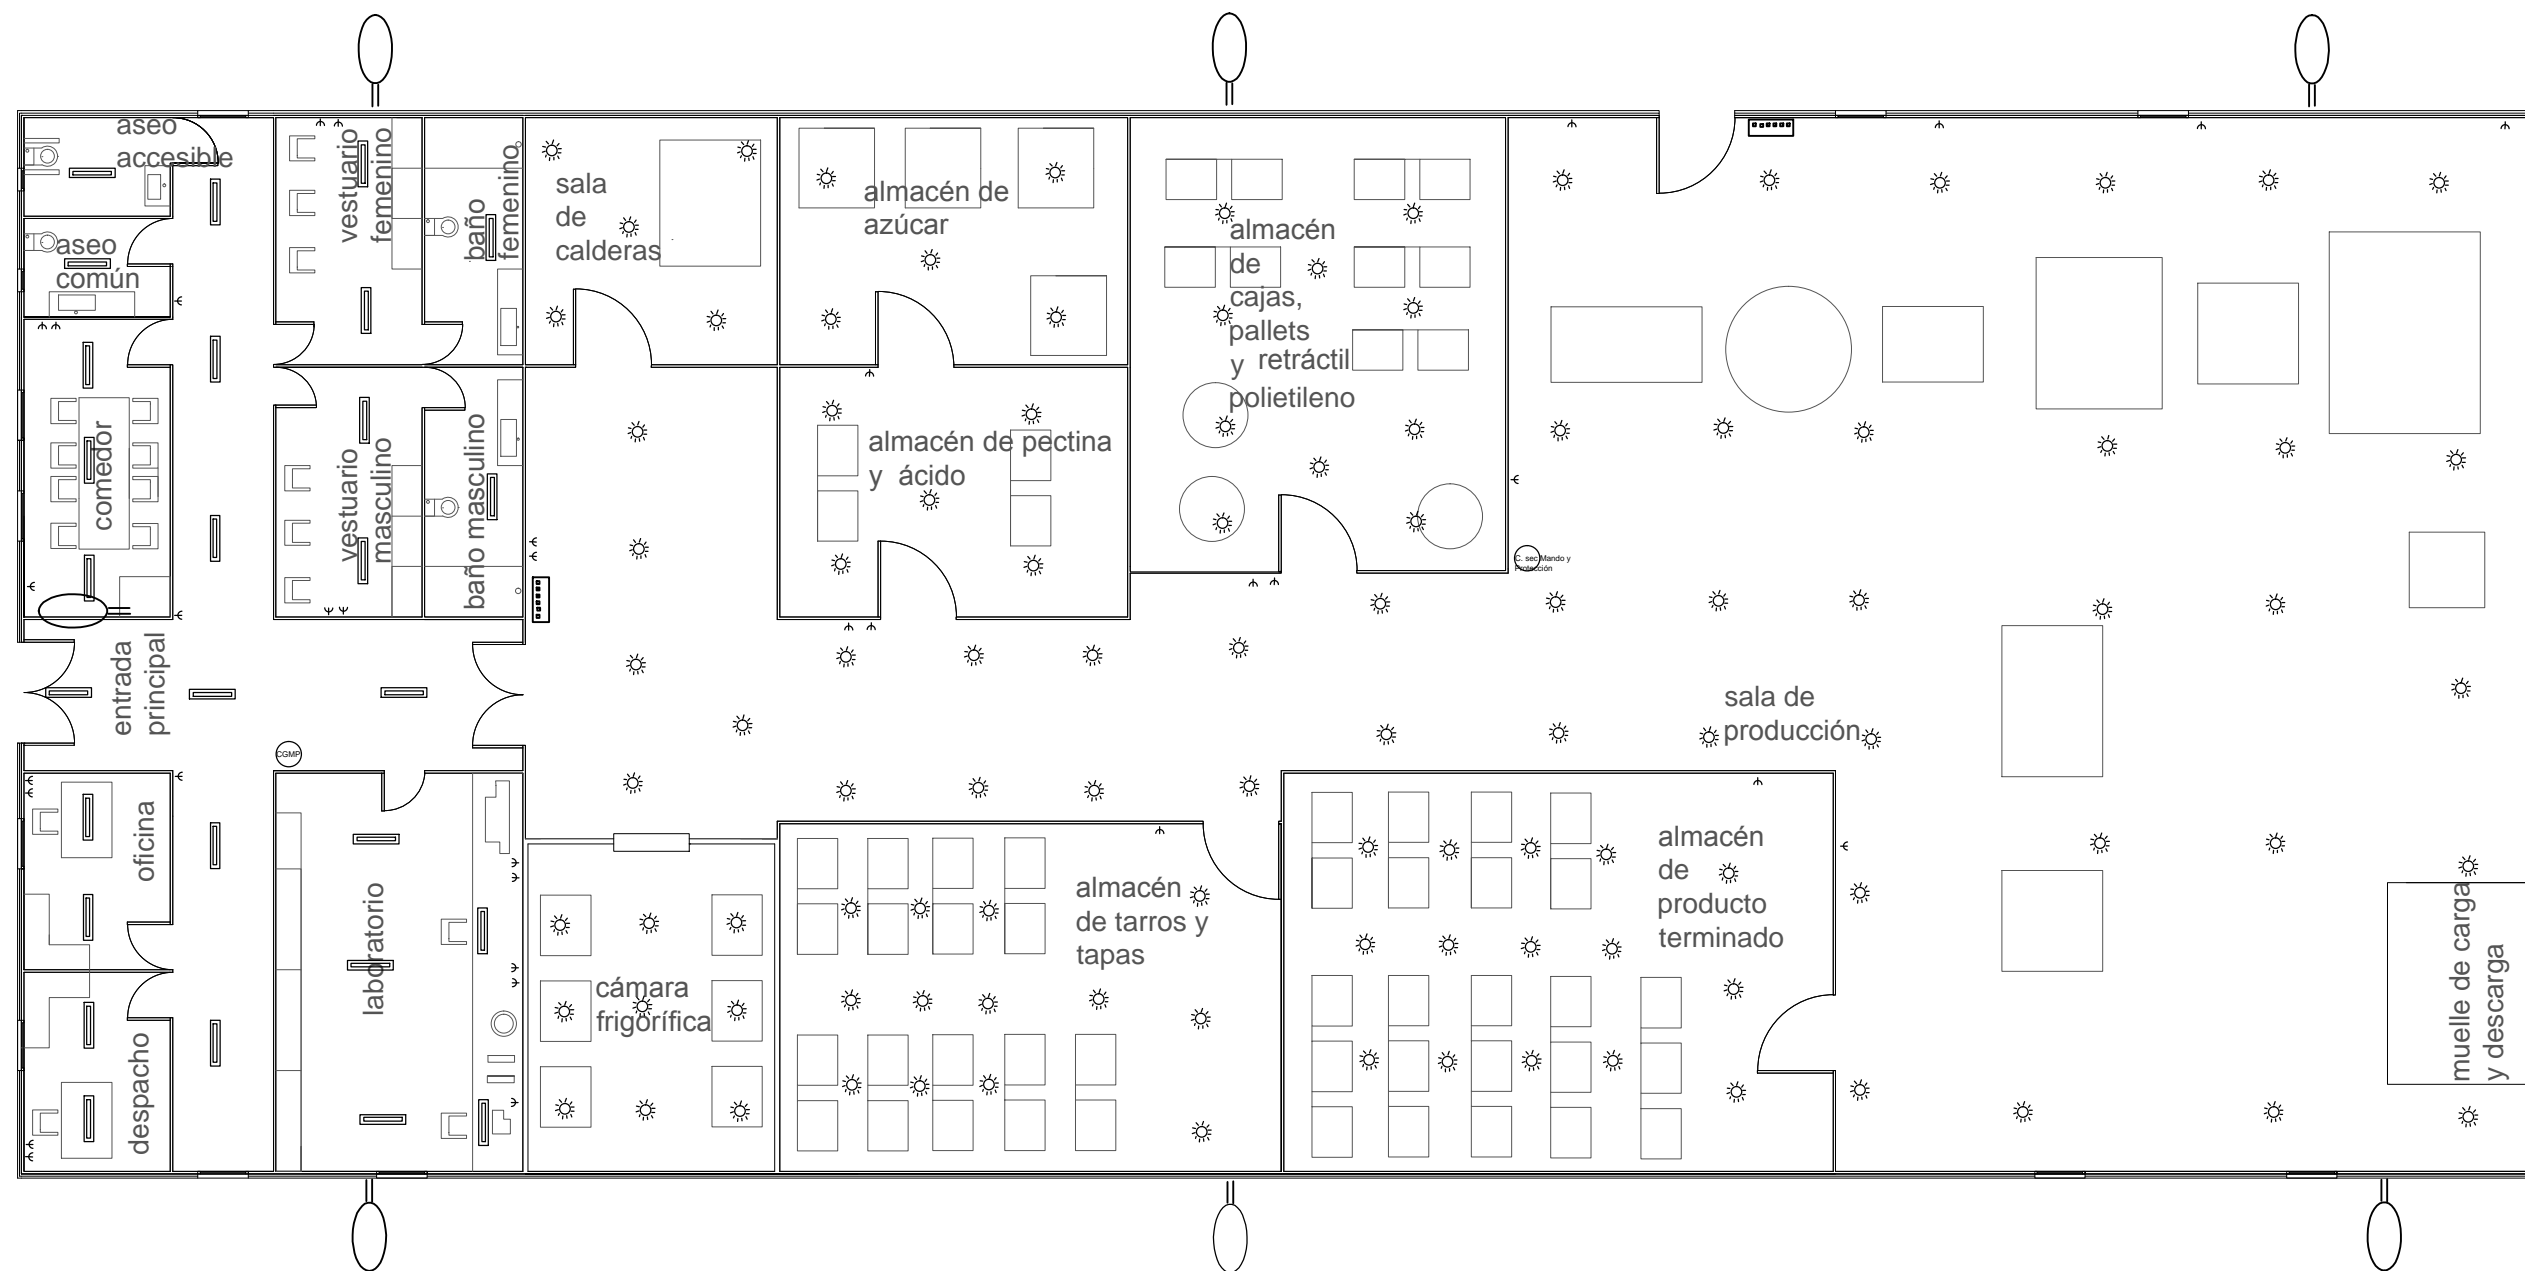 aseo
accesible
aseo
común
vestuario
femenino
baño
femenino
sala
de
calderas
almacén de
azúcar
almacén
de
cajas,
pallets
y retráctil
polietileno
comedor
vestuario
masculino
baño masculino
almacén de pectina
y ácido
C. sec Mando y
Protección
entrada
principal
CGMP
sala de
producción
oficina
despacho
laboratorio
cámara
frigorífica
almacén
de tarros y
tapas
almacén
de
producto
terminado
muelle de carga
y descarga